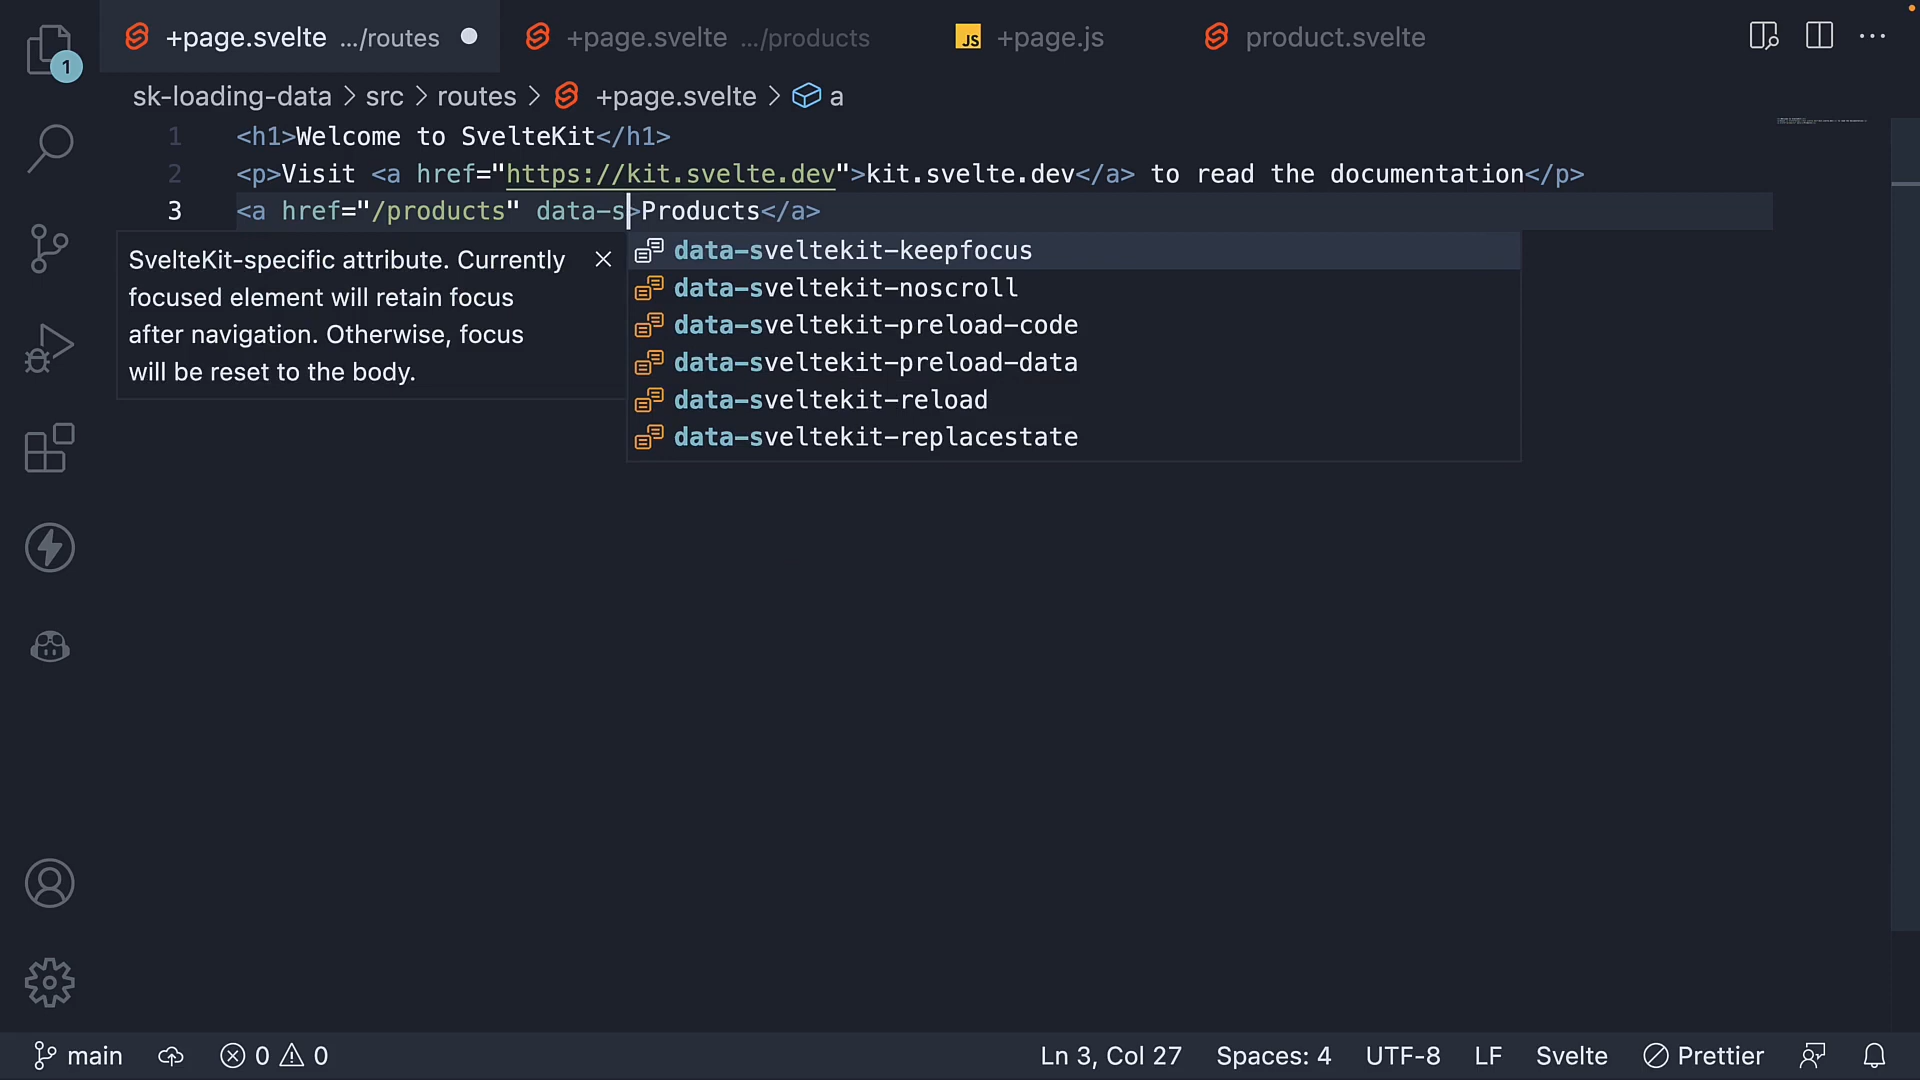 +page.svelte .../routes
+page.svelte .../products
JS +page.js
product.svelte
1
sk-loading-data > src > routes > +page.svelte > a
1 <h1>Welcome to SvelteKit</h1>
2 <p>Visit <a href="https://kit.svelte.dev">kit.svelte.dev</a> to read the documentation</p>
3 <a href="/products" data-s>Products</a>
SvelteKit-specific attribute. Currently
focused element will retain focus
after navigation. Otherwise, focus
will be reset to the body.
data-sveltekit-keepfocus
data-sveltekit-noscroll
data-sveltekit-preload-code
data-sveltekit-preload-data
data-sveltekit-reload
data-sveltekit-replacestate
main 0 0 Ln 3, Col 27 Spaces: 4 UTF-8 LF Svelte Prettier